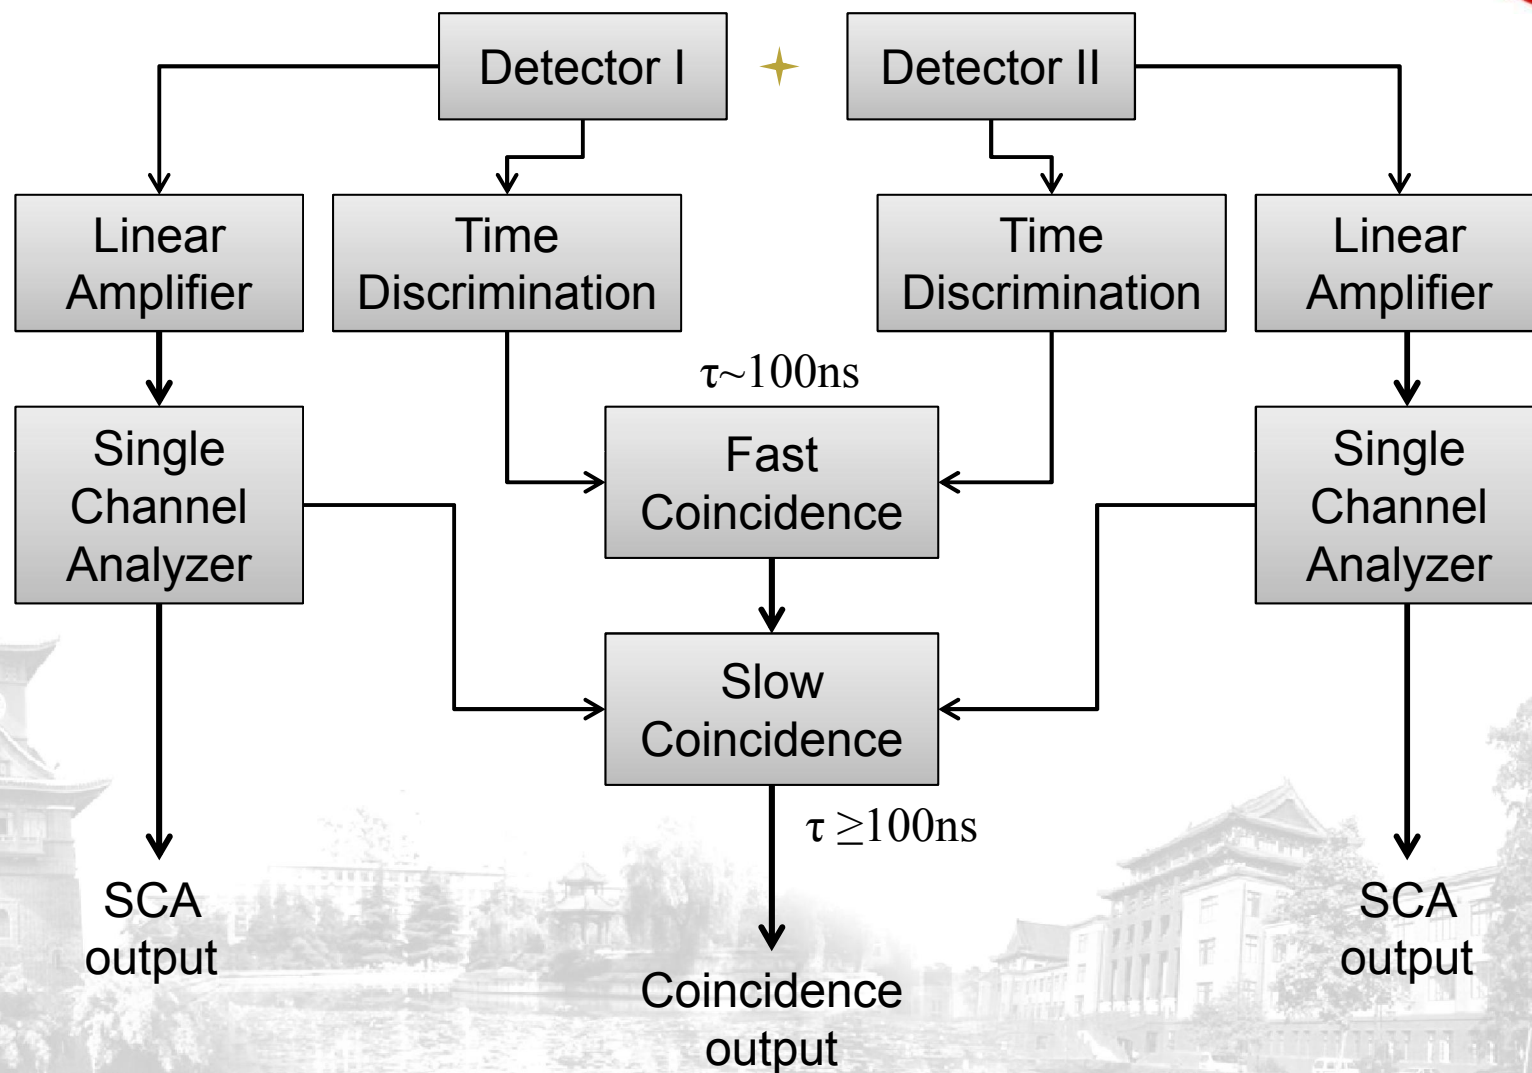 Detector I
Detector II
Linear
Amplifier
Time
Discrimination
Time
Discrimination
Linear
Amplifier
τ~100ns
Single
Channel
Analyzer
Fast
Coincidence
Single
Channel
Analyzer
Slow
Coincidence
τ ≥100ns
SCA
output
Coincidence
output
SCA
output